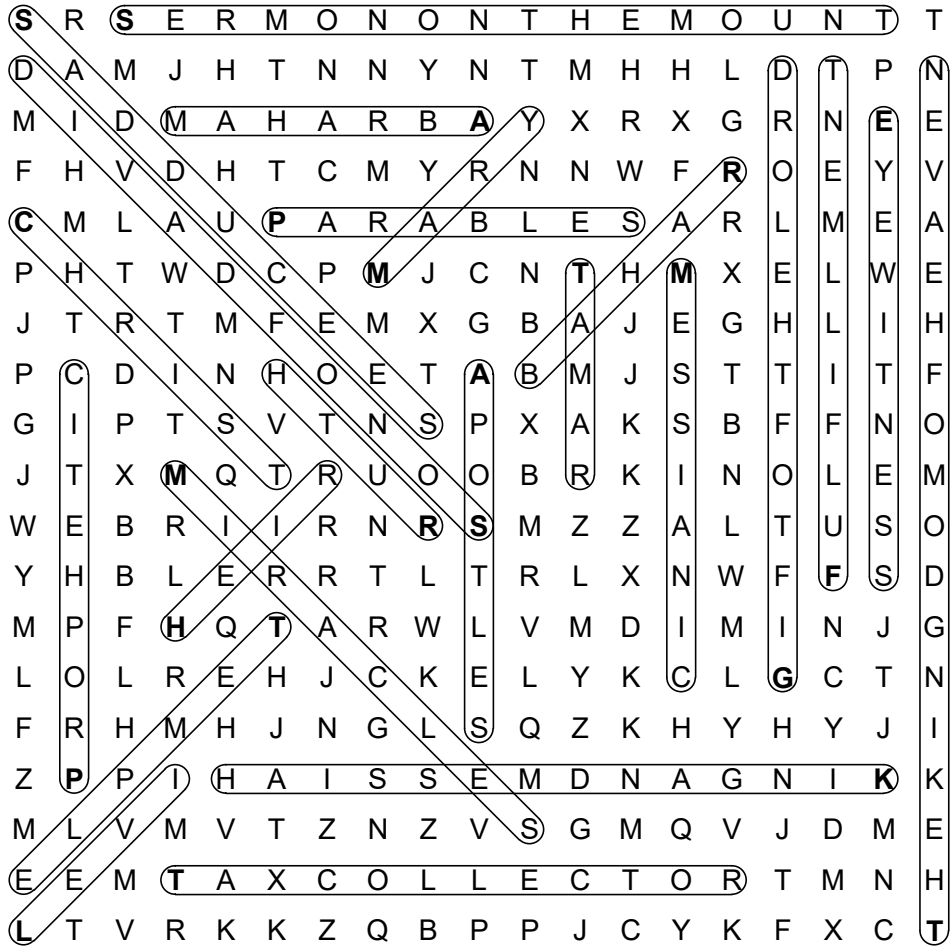 S R S E R M O N O N T H E M O U N T T
D A M J H T N N Y N T M H H L D T P N
M I D M A H A R B A Y X R X G R N E E
F H V D H T C M Y R N N W F R O E Y V
C M L A U P A R A B L E S A R L M E A
P H T W D C P M J C N T H M X E L W E
J T R T M F E M X G B A J E G H L I H
P C D I N H O E T A B M J S T T I T F
G I P T S V T N S P X A K S B F F N O
J T X M Q T R U O O B R K I N O L E M
W E B R I I R N R S M Z Z A L T U S O
Y H B L E R R T L T R L X N W F F S D
M P F H Q T A R W L V M D I M I N J G
L O L R E H J C K E L Y K C L G C T N
F R H M H J N G L S Q Z K H Y H Y J I
Z P P I H A I S S E M D N A G N I K K
M L V M V T Z N Z V S G M Q V J D M E
E E M T A X C O L L E C T O R T M N H
L T V R K K Z Q B P P J C Y K F X C T